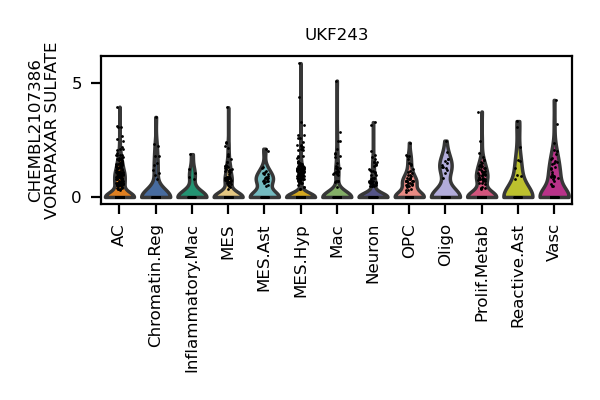 UKF243
CHEMBL2107386
VORAPAXAR SULFATE
5
0
AC
Chromatin.Reg
Inflammatory.Mac
MES
MES.Ast
MES.Hyp
Mac
Neuron
OPC
Oligo
Prolif.Metab
Reactive.Ast
Vasc